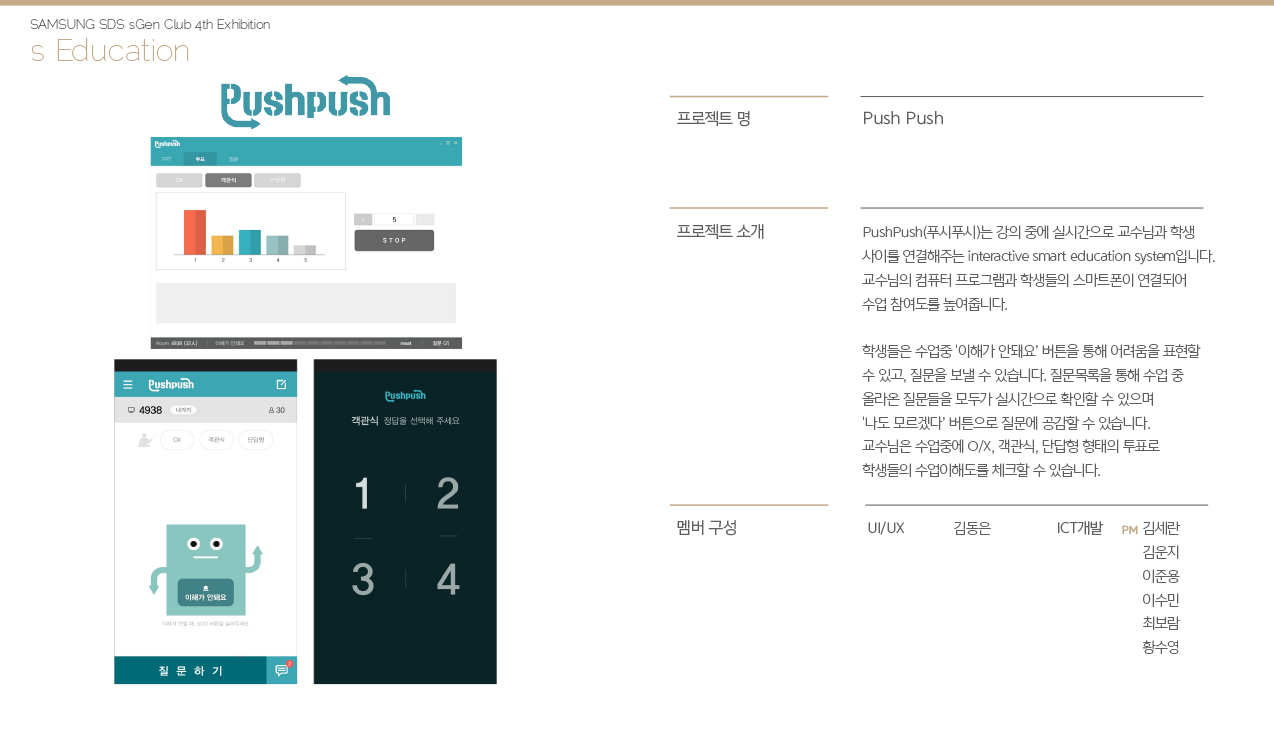 SAMSUNG SDS sGen Club 4th Exhibition
s Education
Pushpush
Pushpush
PPT 투표 질문
OX 객관식 단답형
5
STOP
1 2 3 4 5
Room 4938 (32人) 이해가 안돼요 reset 질문 (2)
Pushpush
4938 나가기 30
OX 객관식 단답형
이해가 안돼요
질문하기
Pushpush
객관식 정답을 선택해 주세요
1 2
3 4
프로젝트 명
Push Push
프로젝트 소개
PushPush(푸시푸시)는 강의 중에 실시간으로 교수님과 학생
사이를 연결해주는 interactive smart education system입니다.
교수님의 컴퓨터 프로그램과 학생들의 스마트폰이 연결되어
수업 참여도를 높여줍니다.
학생들은 수업중 '이해가 안돼요' 버튼을 통해 어려움을 표현할
수 있고, 질문을 보낼 수 있습니다. 질문목록을 통해 수업 중
올라온 질문들을 모두가 실시간으로 확인할 수 있으며
'나도 모르겠다' 버튼으로 질문에 공감할 수 있습니다.
교수님은 수업중에 O/X, 객관식, 단답형 형태의 투표로
학생들의 수업이해도를 체크할 수 있습니다.
멤버 구성
UI/UX 김동은 ICT개발 PM 김세란
김운지
이준용
이수민
최보람
황수영